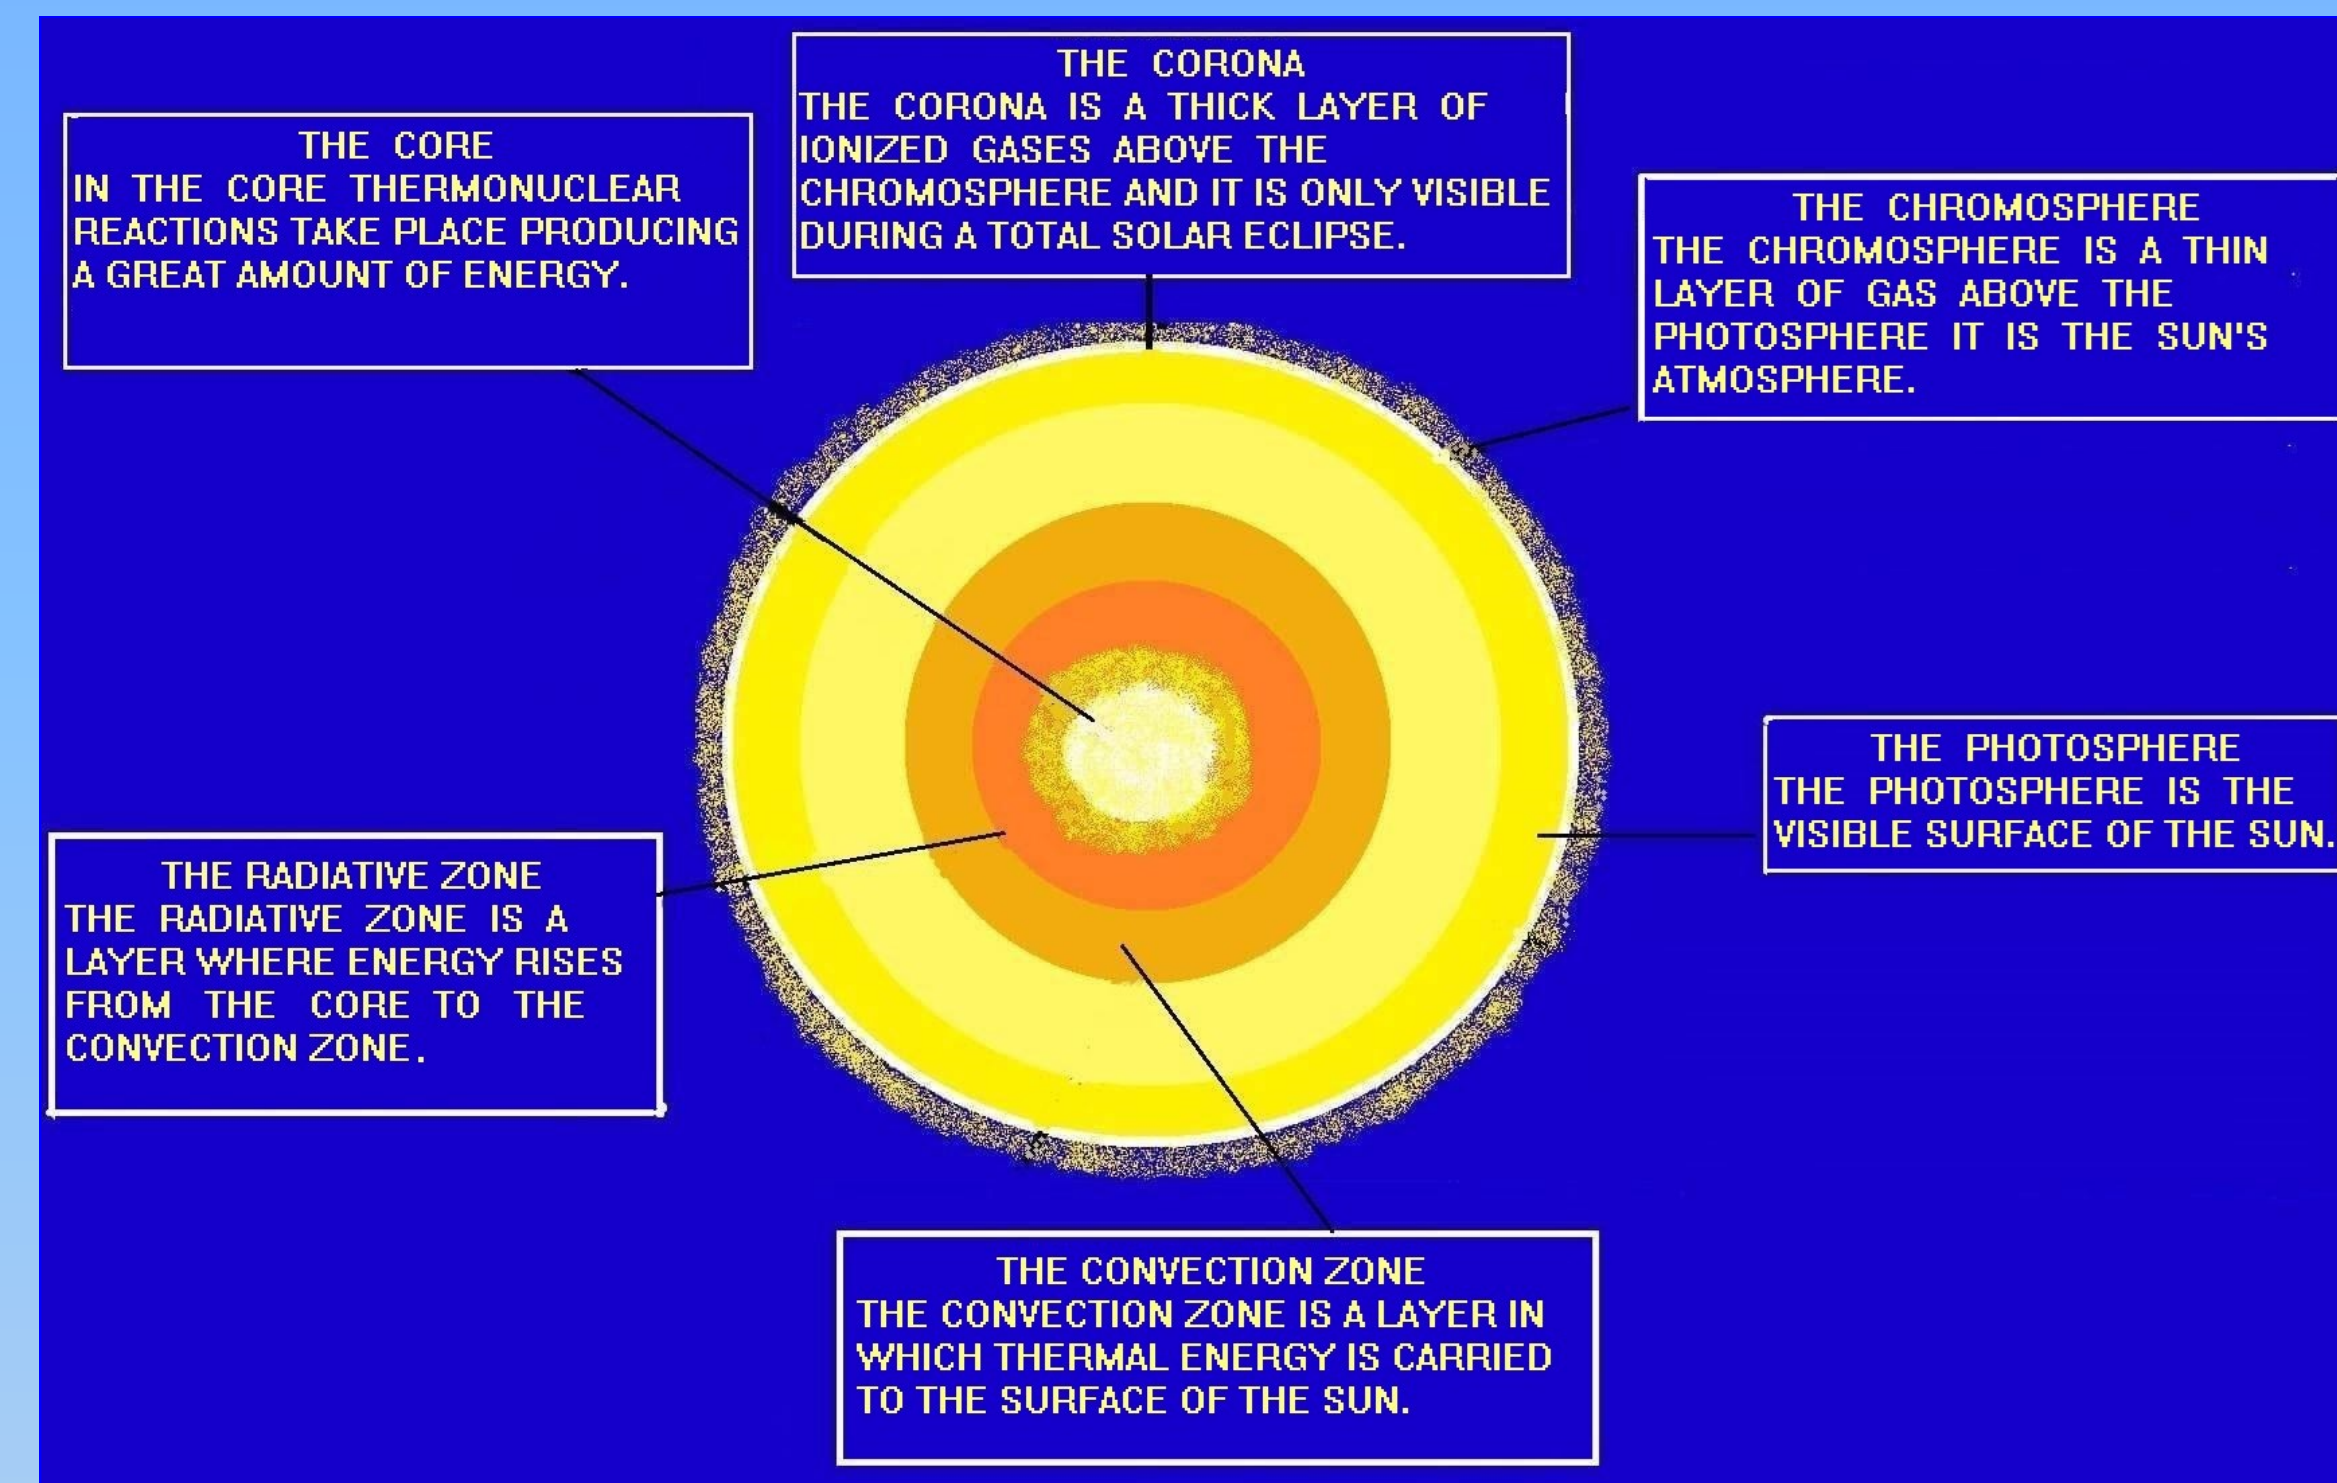 THE CORONA
THE CORONA IS A THICK LAYER OF
IONIZED GASES ABOVE THE
CHROMOSPHERE AND IT IS ONLY VISIBLE
DURING A TOTAL SOLAR ECLIPSE.
THE CORE
IN THE CORE THERMONUCLEAR
REACTIONS TAKE PLACE PRODUCING
A GREAT AMOUNT OF ENERGY.
THE CHROMOSPHERE
THE CHROMOSPHERE IS A THIN
LAYER OF GAS ABOVE THE
PHOTOSPHERE IT IS THE SUN'S
ATMOSPHERE.
THE PHOTOSPHERE
THE PHOTOSPHERE IS THE
VISIBLE SURFACE OF THE SUN.
THE RADIATIVE ZONE
THE RADIATIVE ZONE IS A
LAYER WHERE ENERGY RISES
FROM THE CORE TO THE
CONVECTION ZONE.
THE CONVECTION ZONE
THE CONVECTION ZONE IS A LAYER IN
WHICH THERMAL ENERGY IS CARRIED
TO THE SURFACE OF THE SUN.